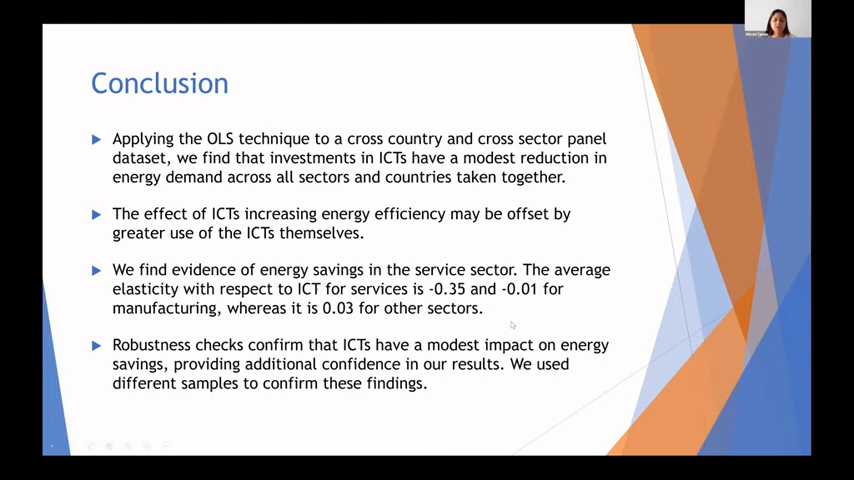 Conclusion
Applying the OLS technique to a cross country and cross sector panel
dataset, we find that investments in ICTs have a modest reduction in
energy demand across all sectors and countries taken together.
The effect of ICTs increasing energy efficiency may be offset by
greater use of the ICTs themselves.
We find evidence of energy savings in the service sector. The average
elasticity with respect to ICT for services is -0.35 and -0.01 for
manufacturing, whereas it is 0.03 for other sectors.
Robustness checks confirm that ICTs have a modest impact on energy
savings, providing additional confidence in our results. We used
different samples to confirm these findings.